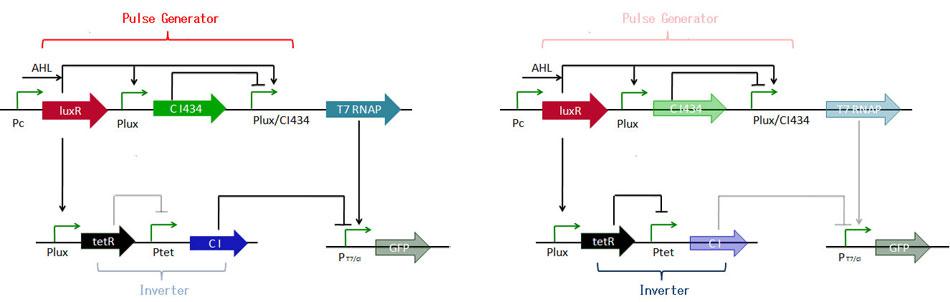 Pulse Generator
AHL
luxR
CI434
T7 RNAP
Pc
Plux
Plux/CI434
tetR
CI
GFP
Plux
Ptet
P T7/CI
Inverter
Pulse Generator
AHL
luxR
CI434
T7 RNAP
Pc
Plux
Plux/CI434
tetR
CI
GFP
Plux
Ptet
P T7/CI
Inverter